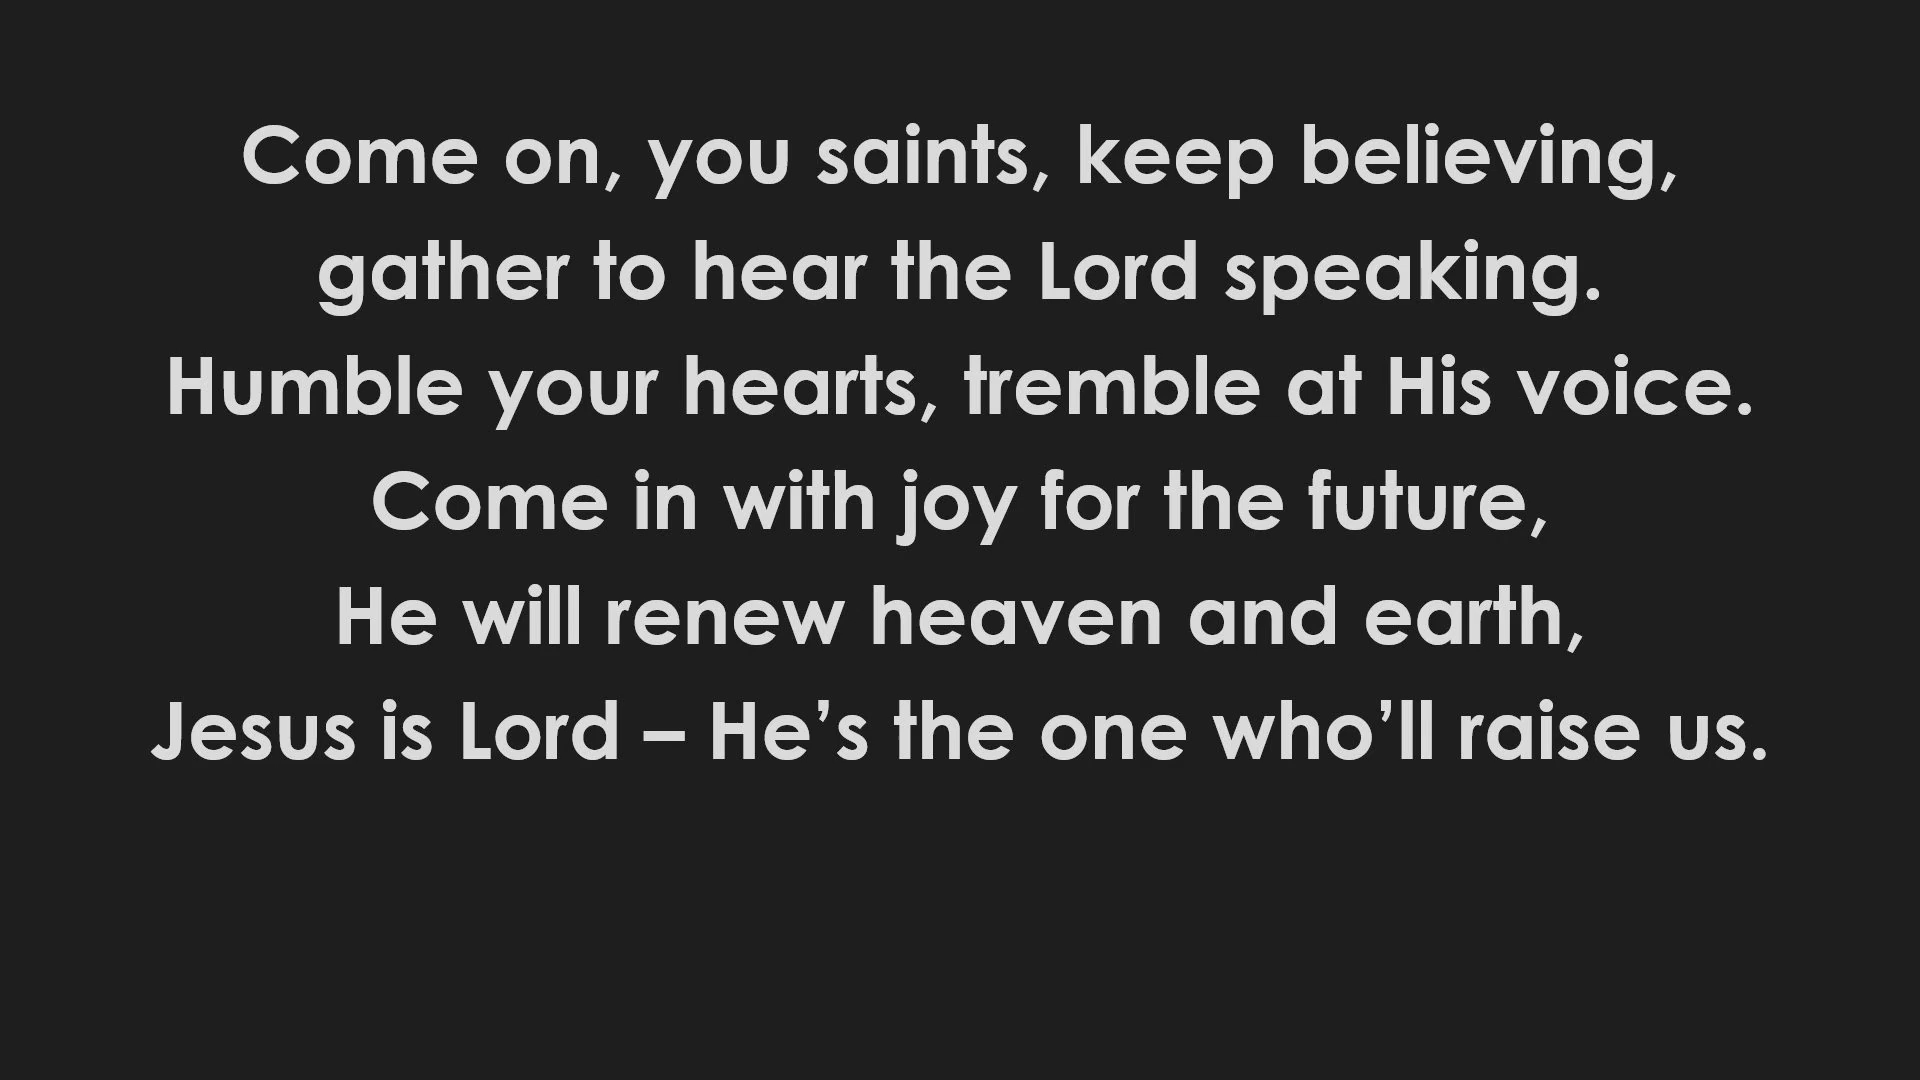 Come on, you saints, keep believing,
gather to hear the Lord speaking.
Humble your hearts, tremble at His voice.
Come in with joy for the future,
He will renew heaven and earth,
Jesus is Lord – He’s the one who’ll raise us.